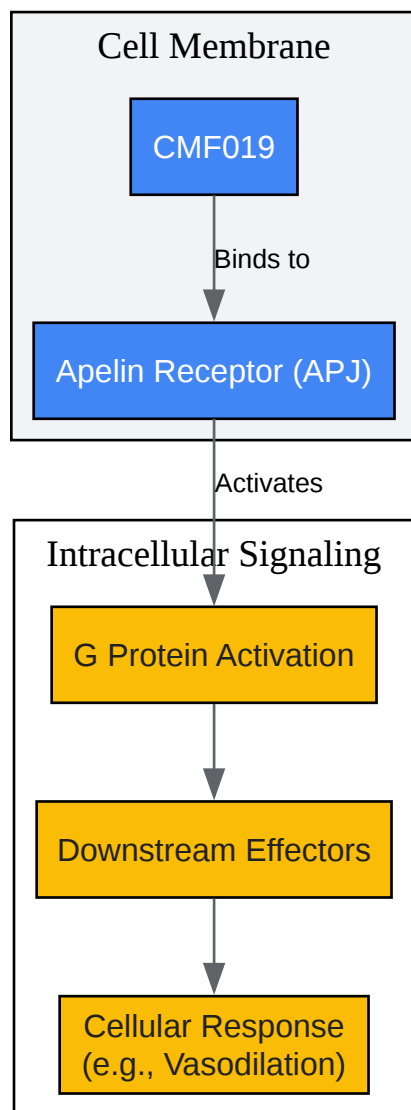 Cell Membrane
CMF019
Binds to
Apelin Receptor (APJ)
Activates
Intracellular Signaling
G Protein Activation
Downstream Effectors
Cellular Response
(e.g., Vasodilation)